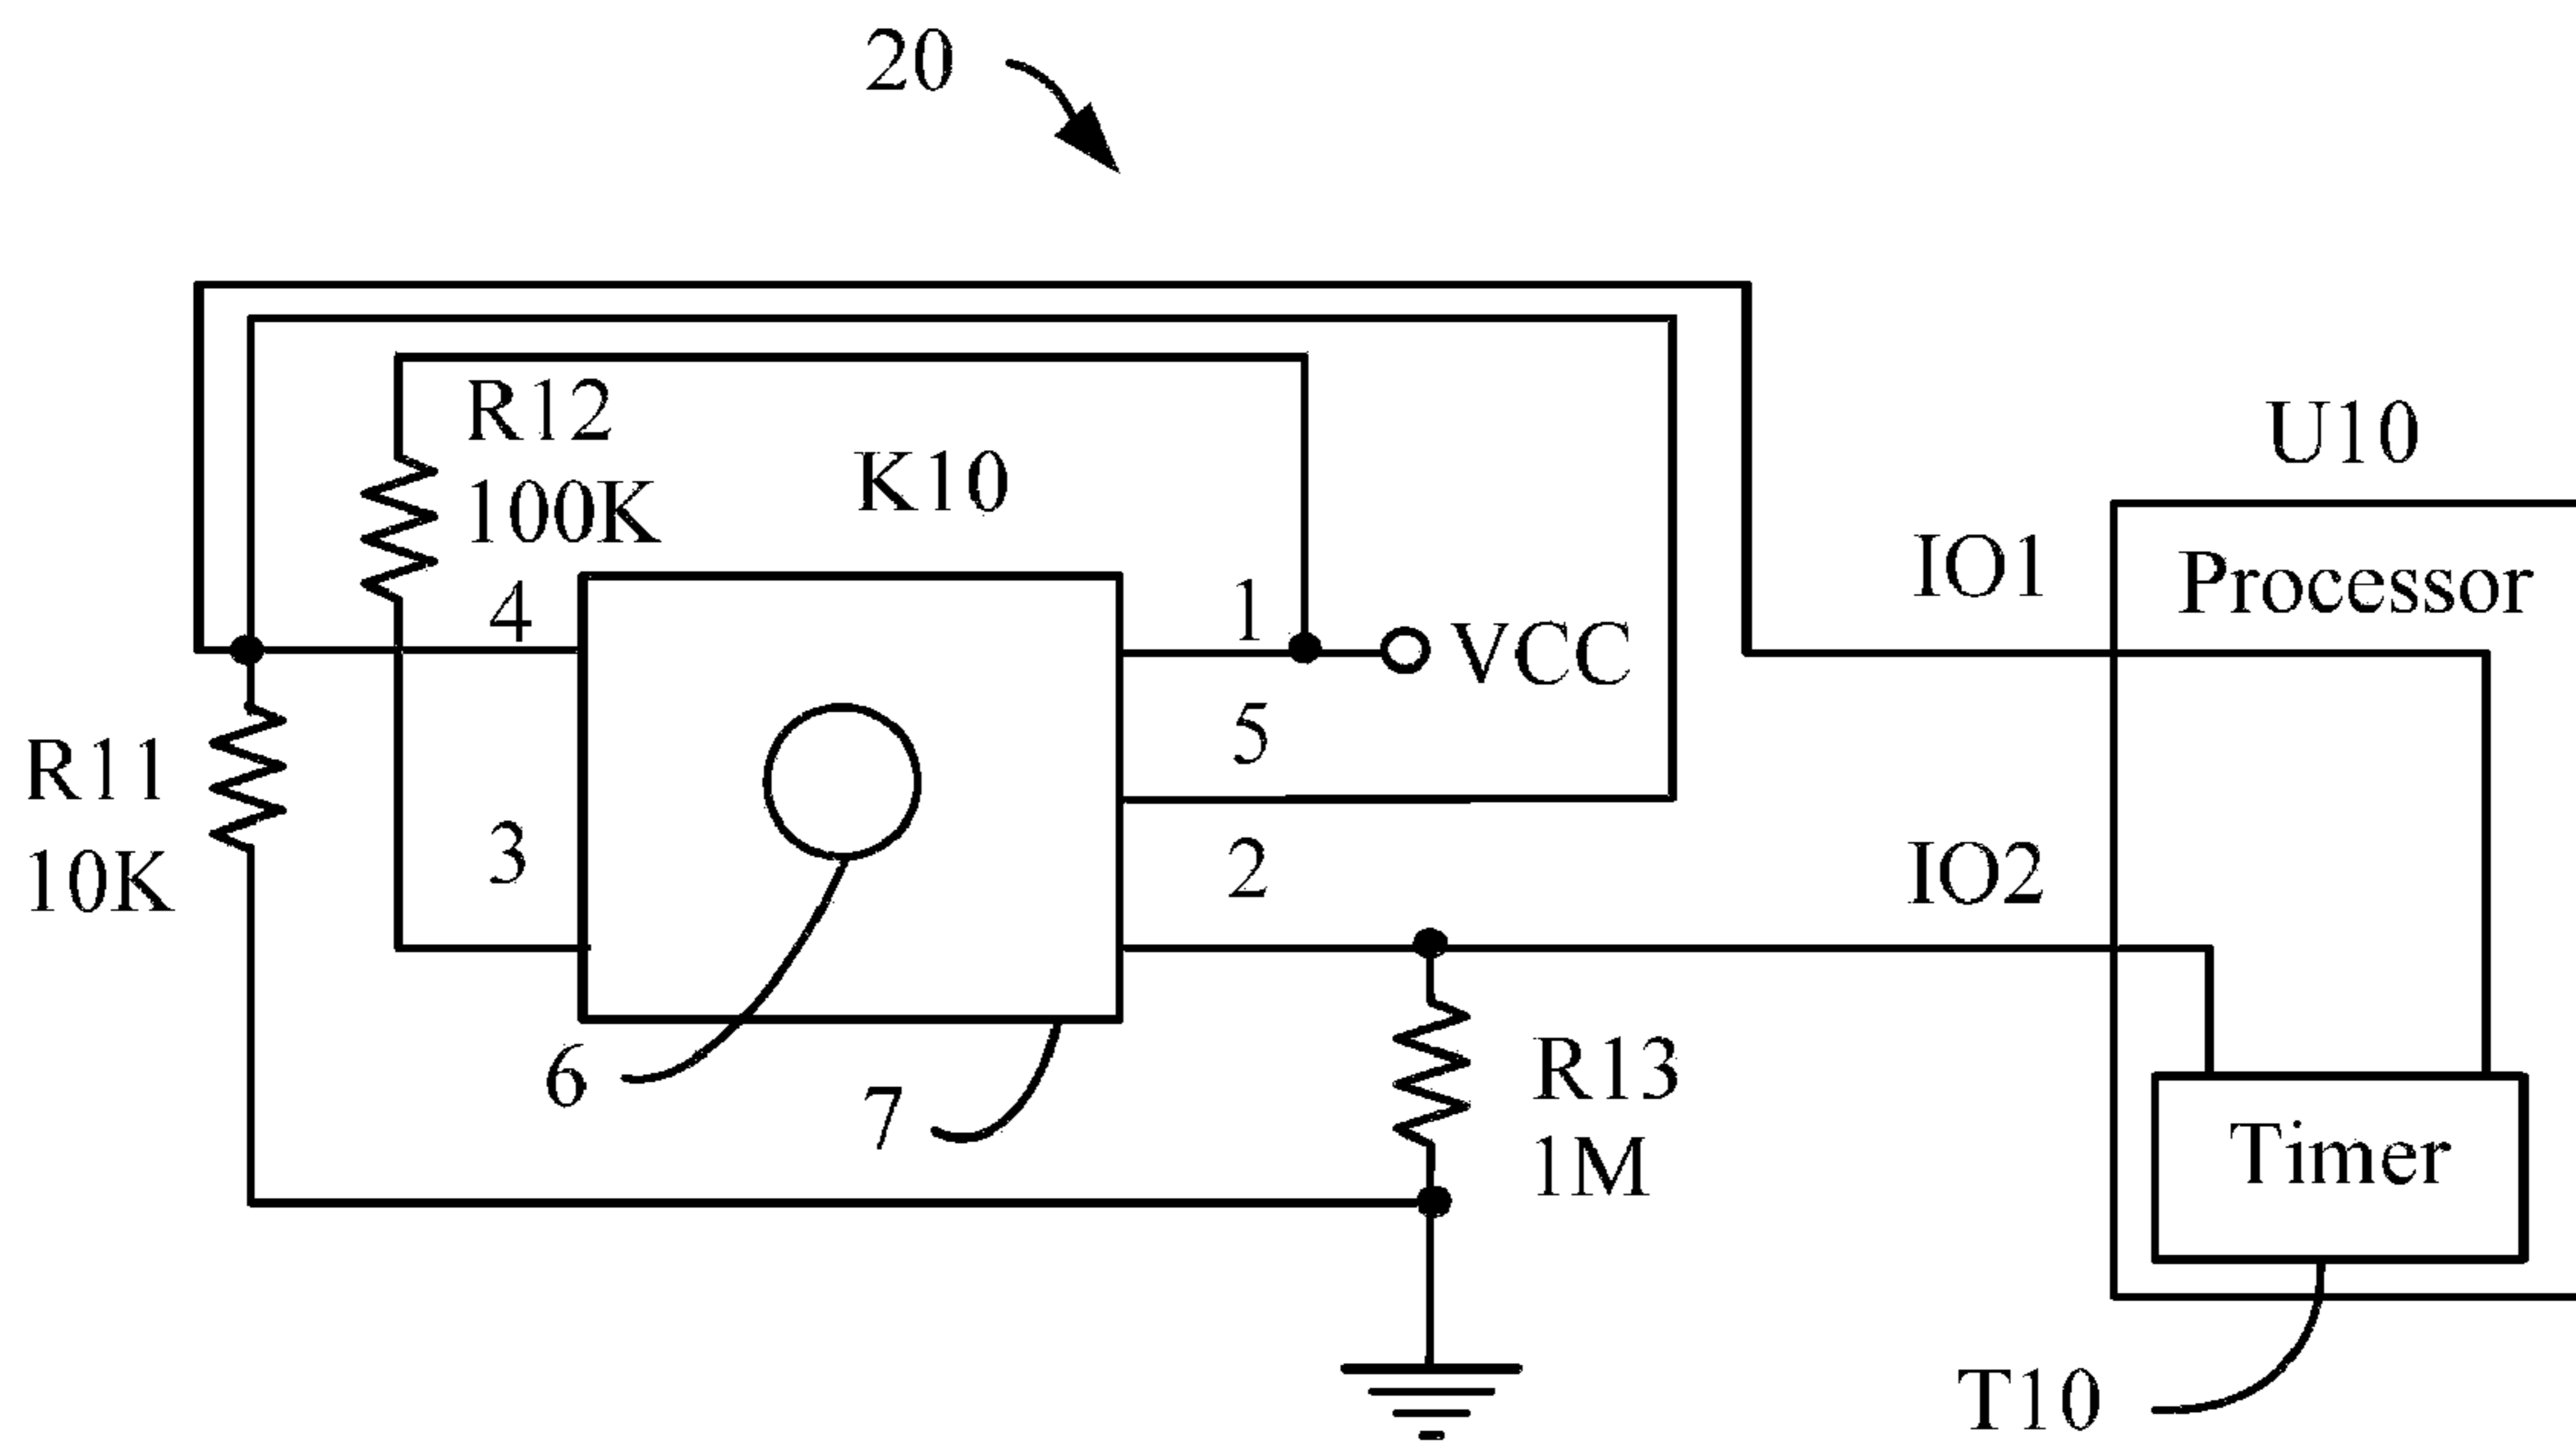 20
R12
100K
K10
U10
IO1
Processor
4
1
VCC
5
R11
10K
3
2
IO2
6
7
R13
1M
Timer
T10